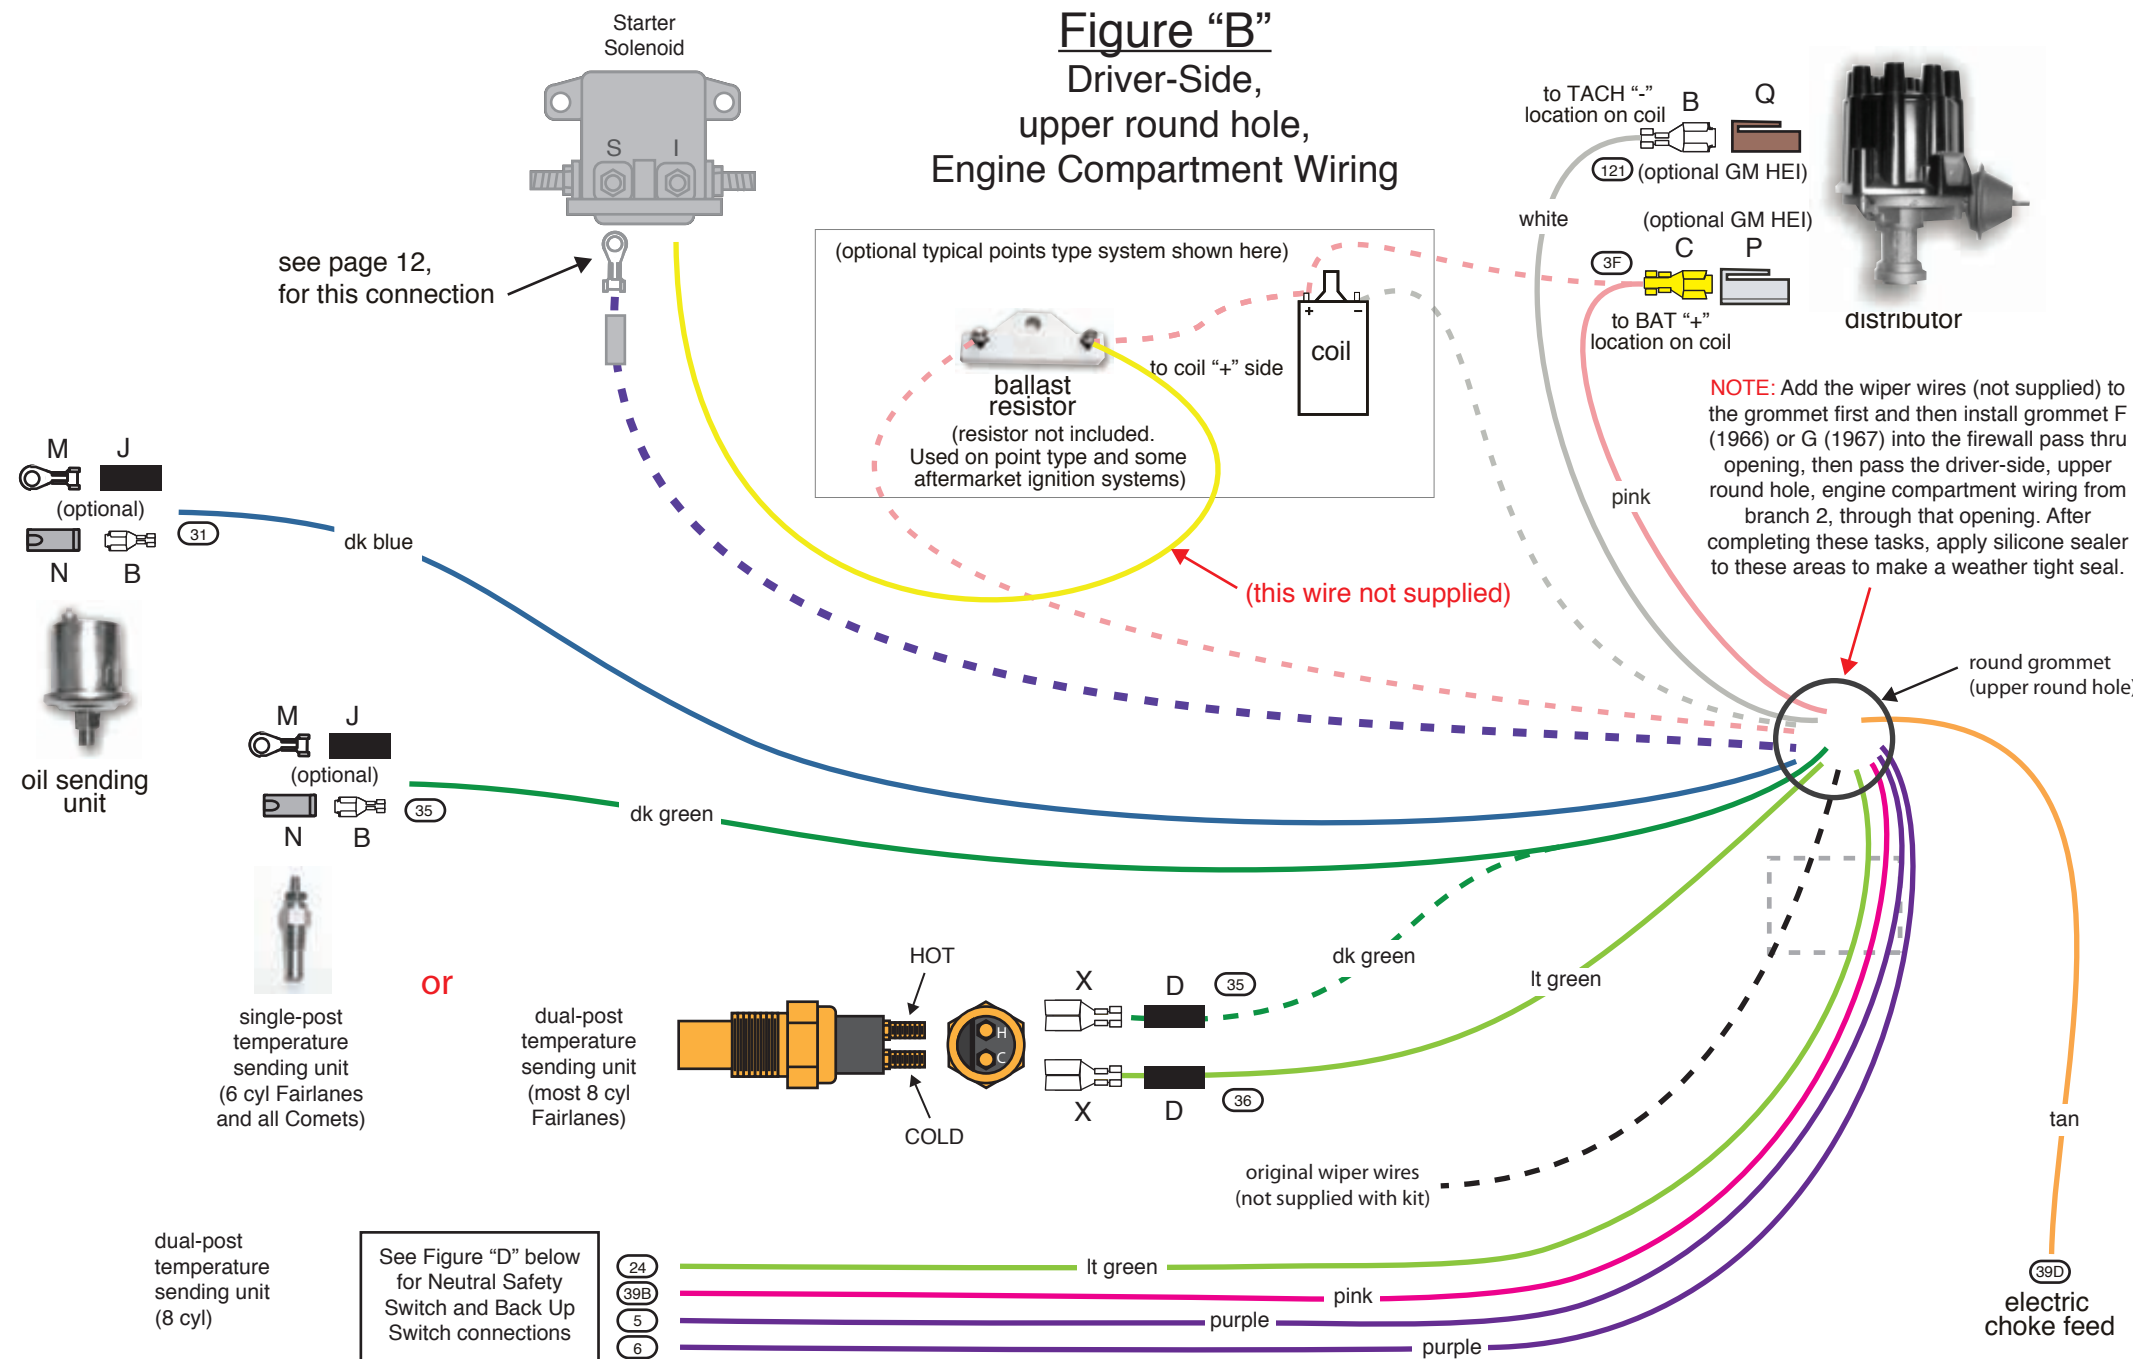 Figure “B”
Driver-Side,
upper round hole,
Engine Compartment Wiring
Starter
Solenoid
S I
see page 12,
for this connection
(optional typical points type system shown here)
+ −
coil
to coil “+” side
ballast
resistor
(resistor not included.
Used on point type and some
aftermarket ignition systems)
(this wire not supplied)
to TACH “-”
location on coil
B Q
121 (optional GM HEI)
white
(optional GM HEI)
C P
3F
to BAT “+”
location on coil
distributor
pink
NOTE: Add the wiper wires (not supplied) to
the grommet first and then install grommet F
(1966) or G (1967) into the firewall pass thru
opening, then pass the driver-side, upper
round hole, engine compartment wiring from
branch 2, through that opening. After
completing these tasks, apply silicone sealer
to these areas to make a weather tight seal.
round grommet
(upper round hole)
M J
(optional)
31
N B
dk blue
oil sending
unit
M J
(optional)
35
N B
dk green
single-post
temperature
sending unit
(6 cyl Fairlanes
and all Comets)
or
dual-post
temperature
sending unit
(most 8 cyl
Fairlanes)
HOT
COLD
H
C
X D 35
X D 36
dk green
lt green
original wiper wires
(not supplied with kit)
tan
39D
electric
choke feed
dual-post
temperature
sending unit
(8 cyl)
See Figure “D” below
for Neutral Safety
Switch and Back Up
Switch connections
24 lt green
39B pink
5 purple
6 purple